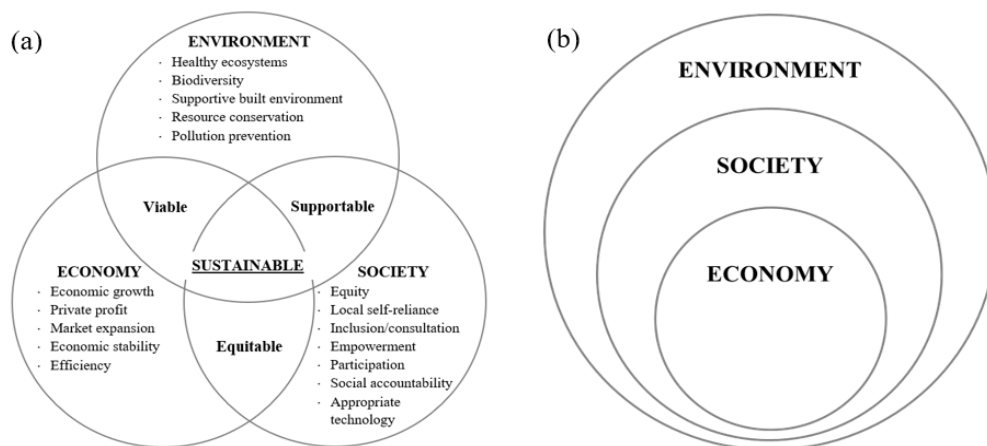 (a)
ENVIRONMENT
· Healthy ecosystems
· Biodiversity
· Supportive built environment
· Resource conservation
· Pollution prevention
Viable
Supportable
SUSTAINABLE
ECONOMY
· Economic growth
· Private profit
· Market expansion
· Economic stability
· Efficiency
SOCIETY
· Equity
· Local self-reliance
· Inclusion/consultation
· Empowerment
· Participation
· Social accountability
· Appropriate
technology
Equitable
(b)
ENVIRONMENT
SOCIETY
ECONOMY